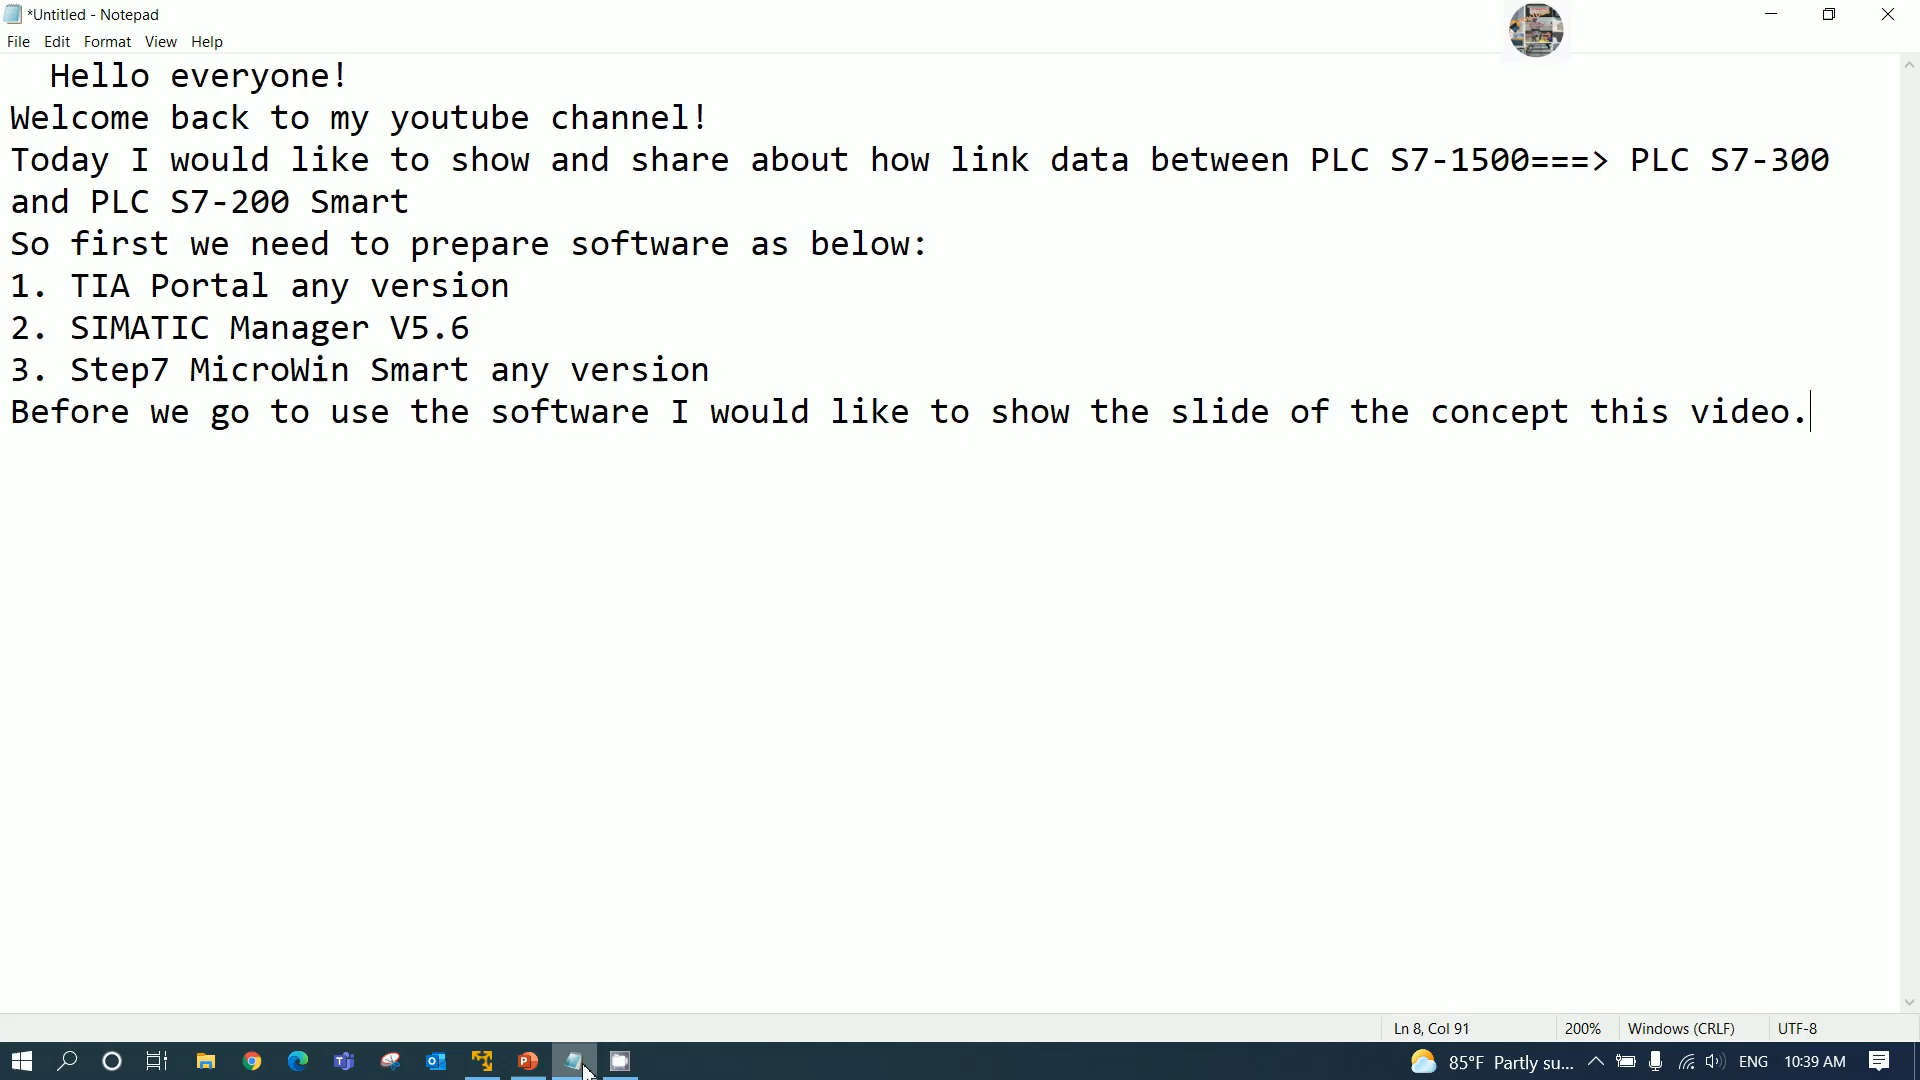 *Untitled - Notepad
File Edit Format View Help
Hello everyone!
Welcome back to my youtube channel!
Today I would like to show and share about how link data between PLC S7-1500===> PLC S7-300
and PLC S7-200 Smart
So first we need to prepare software as below:
1. TIA Portal any version
2. SIMATIC Manager V5.6
3. Step7 MicroWin Smart any version
Before we go to use the software I would like to show the slide of the concept this video.
Ln 8, Col 91 200% Windows (CRLF) UTF-8
85°F Partly su... ENG 10:39 AM